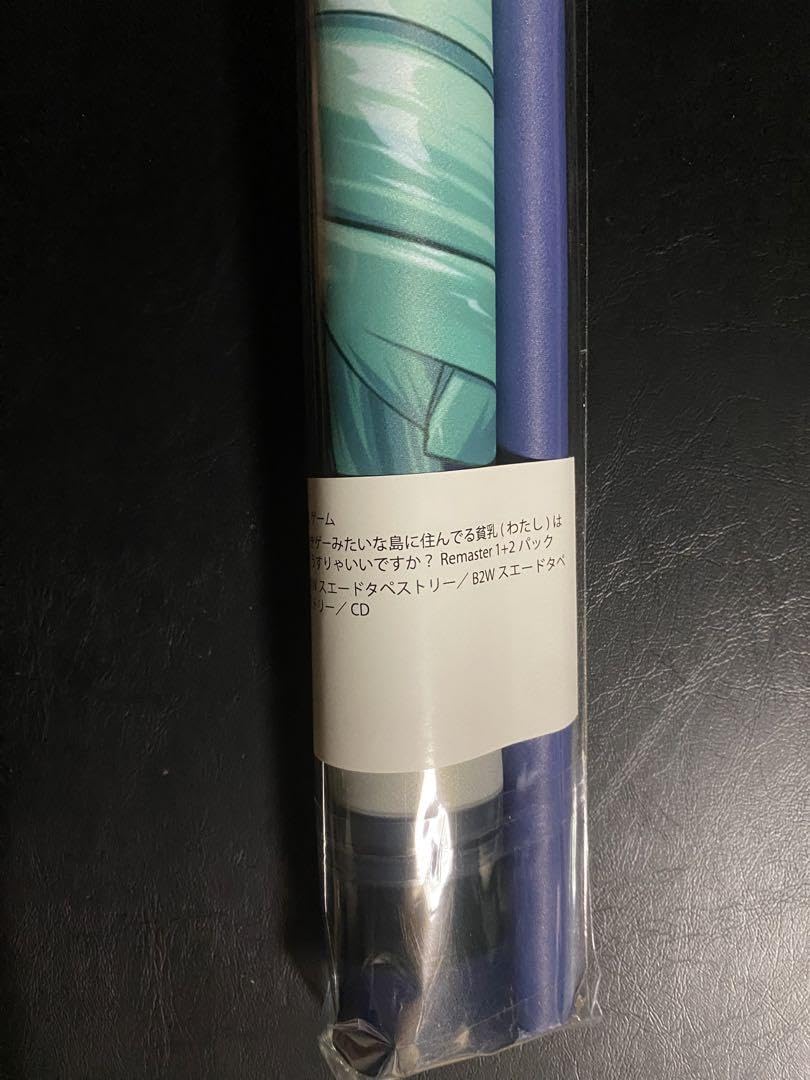 ゲーム
ゲーみたいな島に住んでる貧乳(わたし)は
うすりゃいいですか？ Remaster 1+2 パック
W スエードタペストリー／B2W スエードタペ
トリー／CD